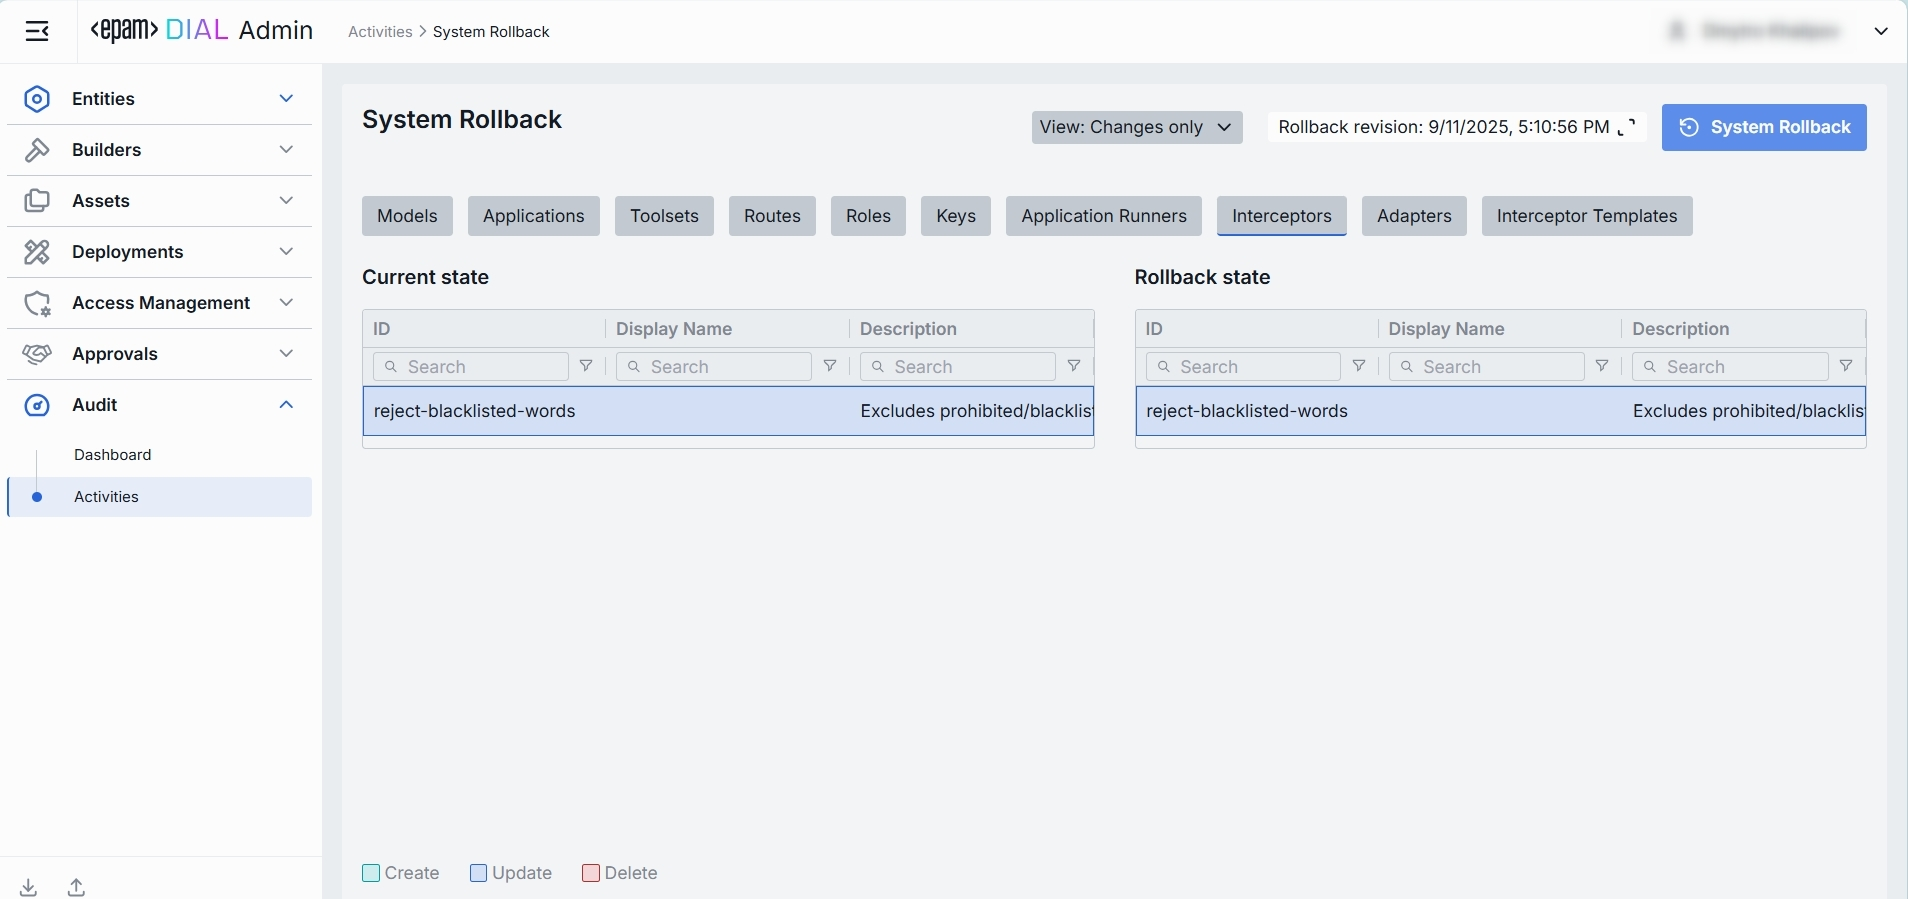 <epam> DIAL Admin
Activities > System Rollback
Entities
Builders
Assets
Deployments
Access Management
Approvals
Audit
Dashboard
Activities
System Rollback
View: Changes only
Rollback revision: 9/11/2025, 5:10:56 PM
System Rollback
Models Applications Toolsets Routes Roles Keys Application Runners Interceptors Adapters Interceptor Templates
Current state
ID Display Name Description
Search Search Search
reject-blacklisted-words Excludes prohibited/blacklist
Rollback state
ID Display Name Description
Search Search Search
reject-blacklisted-words Excludes prohibited/blacklis
Create Update Delete